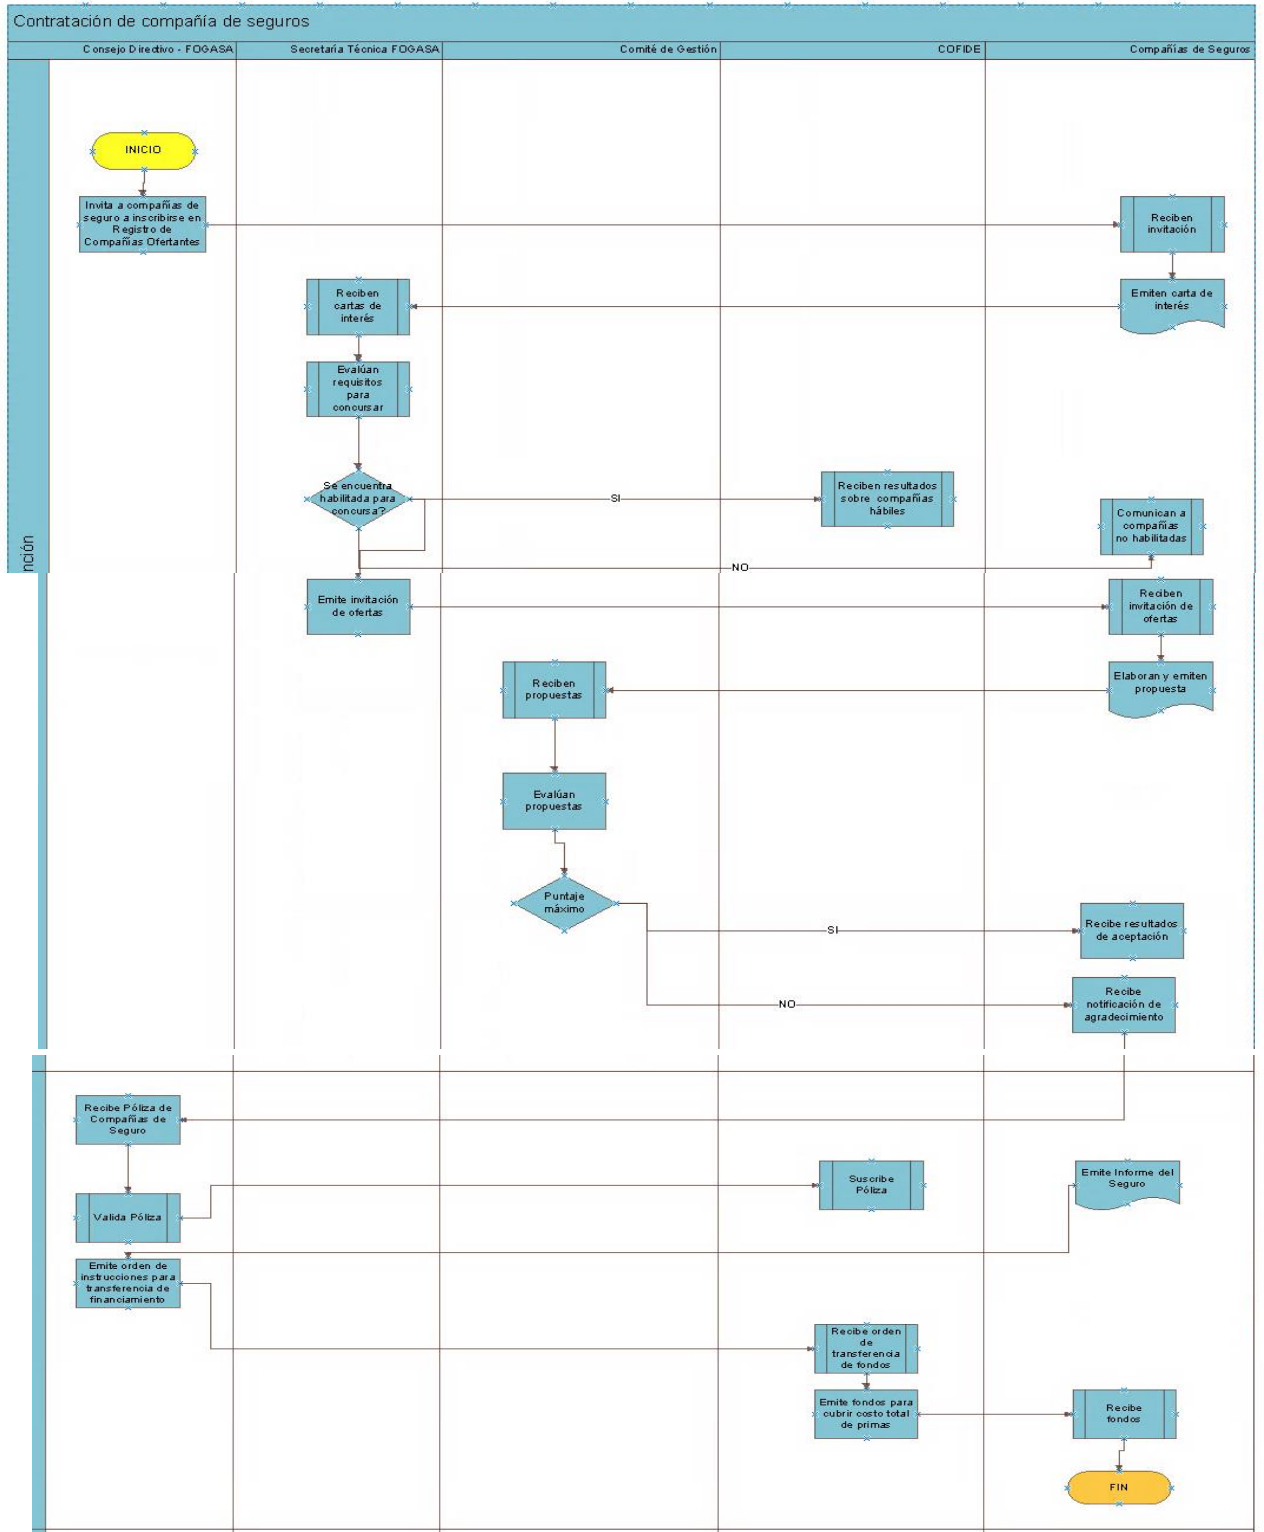 Contratación de compañía de seguros
Consejo Directivo - FOGASA
Secretaría Técnica FOGASA
Comité de Gestión
COFIDE
Compañías de Seguros
INICIO
Invita a compañías de
seguro a inscribirse en
Registro de
Compañías Ofertantes
Reciben
invitación
Reciben
cartas de
interés
Emiten carta de
interés
Evalúan
requisitos
para
concursar
Se encuentra
habilitada para
concursa?
SI
Reciben resultados
sobre compañías
hábiles
Comunican a
compañías
no habilitadas
nción
NO
Emite invitación
de ofertas
Reciben
invitación de
ofertas
Reciben
propuestas
Elaboran y emiten
propuesta
Evalúan
propuestas
Puntaje
máximo
SI
Recibe resultados
de aceptación
NO
Recibe
notificación de
agradecimiento
Recibe Póliza de
Compañías de
Seguro
Suscribe
Póliza
Emite Informe del
Seguro
Valida Póliza
Emite orden de
instrucciones para
transferencia de
financiamiento
Recibe orden
de
transferencia
de fondos
Emite fondos para
cubrir costo total
de primas
Recibe
fondos
FIN